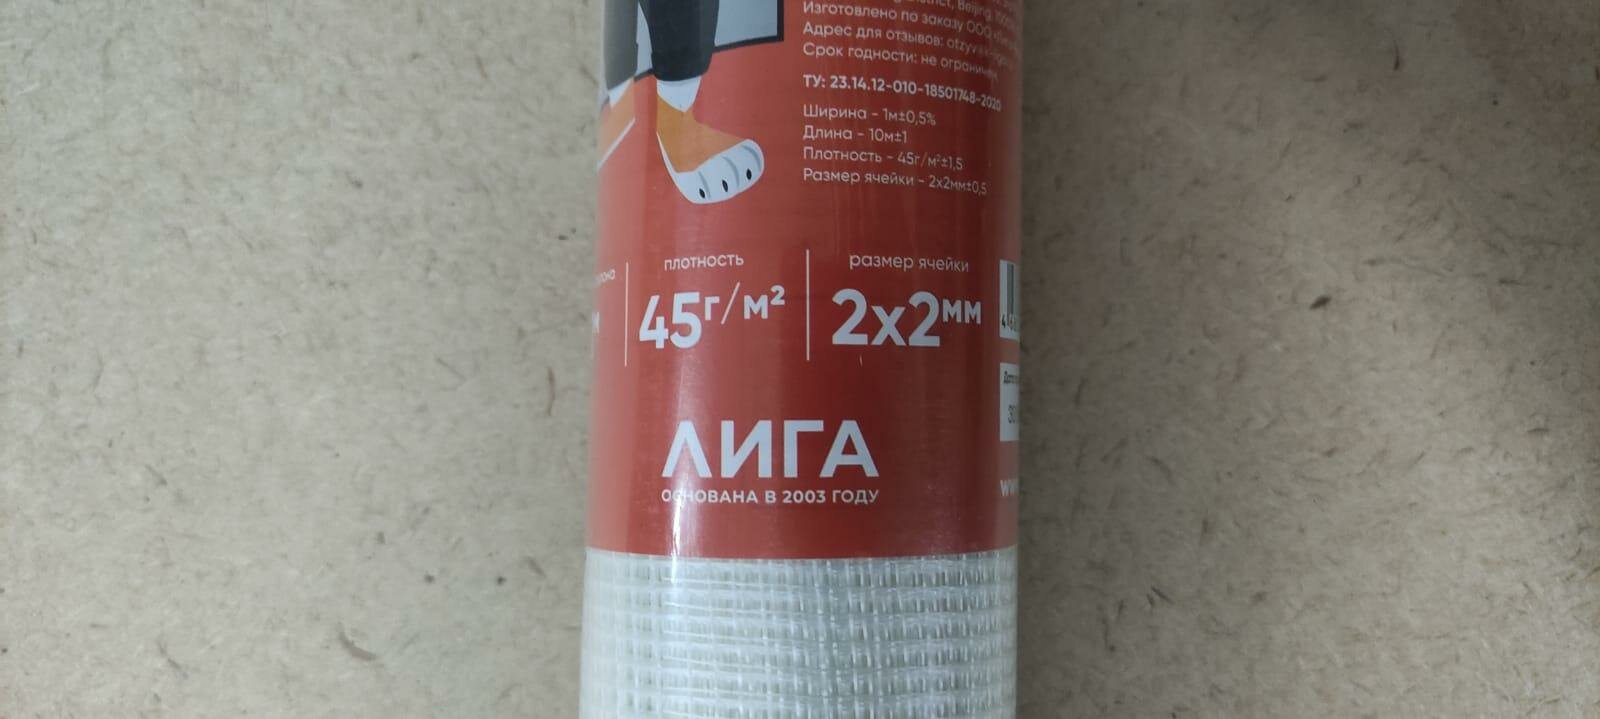 District, Beijing
Изготовлено по заказу ООО
Адрес для отзывов:
Срок годности: не ограничен
ТУ: 23.14.12-010-18501748-2020
Ширина - 1м±0,5%
Длина - 10м±1
Плотность - 45г/м²±1,5
Размер ячейки - 2х2мм±0,5
плотность
45г/м²
размер ячейки
2х2мм
ЛИГА
ОСНОВАНА В 2003 ГОДУ